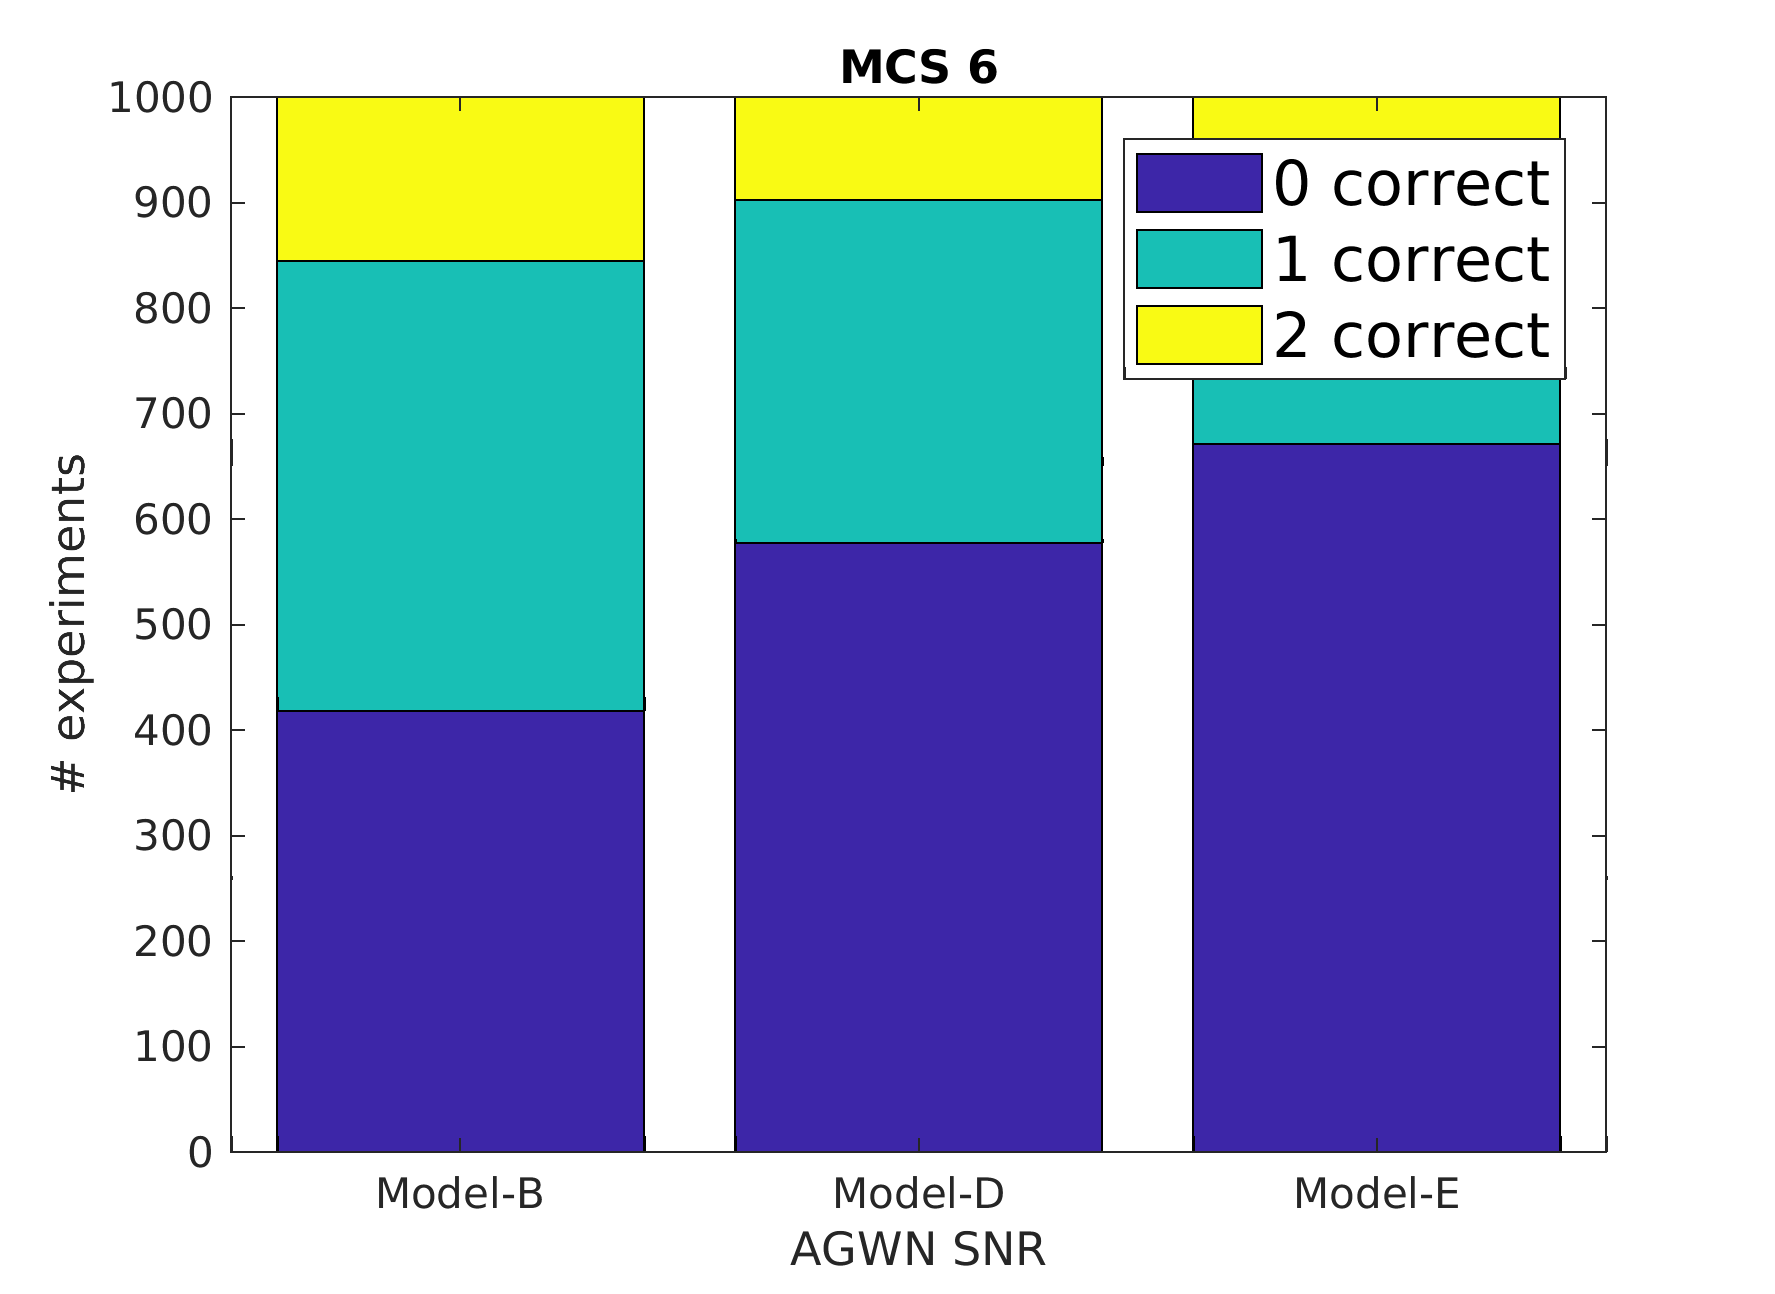 MCS 6
1000
900
800
700
600
500
400
300
200
100
0
# experiments
0 correct
1 correct
2 correct
Model-B
Model-D
Model-E
AGWN SNR